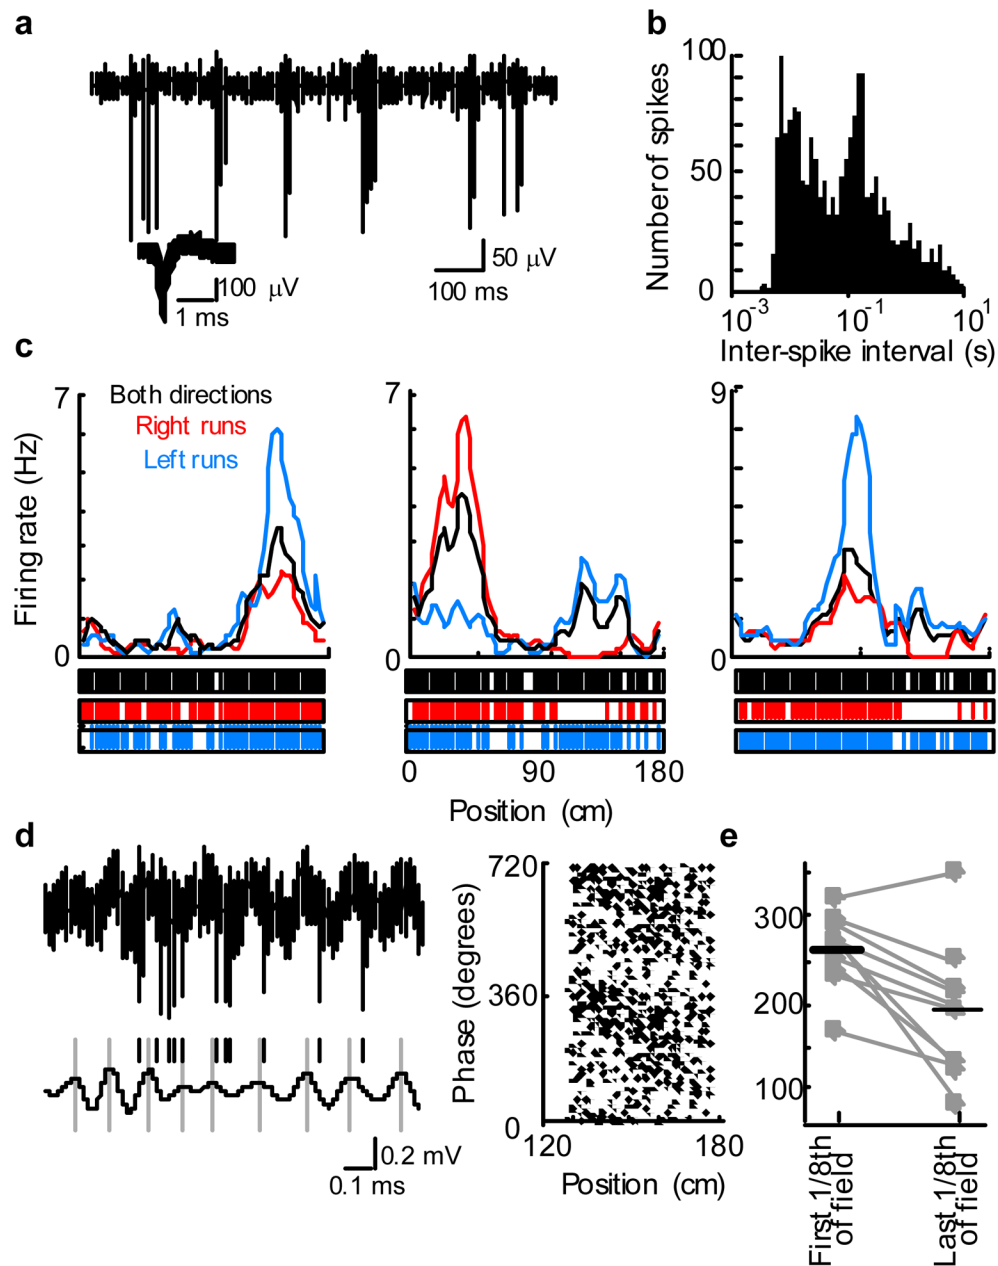 a
50 μV
100 ms
100 μV
1 ms
b
Number of spikes
100
50
0
10-3
10-1
101
Inter-spike interval (s)
c
Firing rate (Hz)
7
0
Both directions
Right runs
Left runs
7
0
9
0
0
90
180
Position (cm)
d
0.2 mV
0.1 ms
Phase (degrees)
720
360
0
120
180
Position (cm)
e
300
200
100
First 1/8th
of field
Last 1/8th
of field